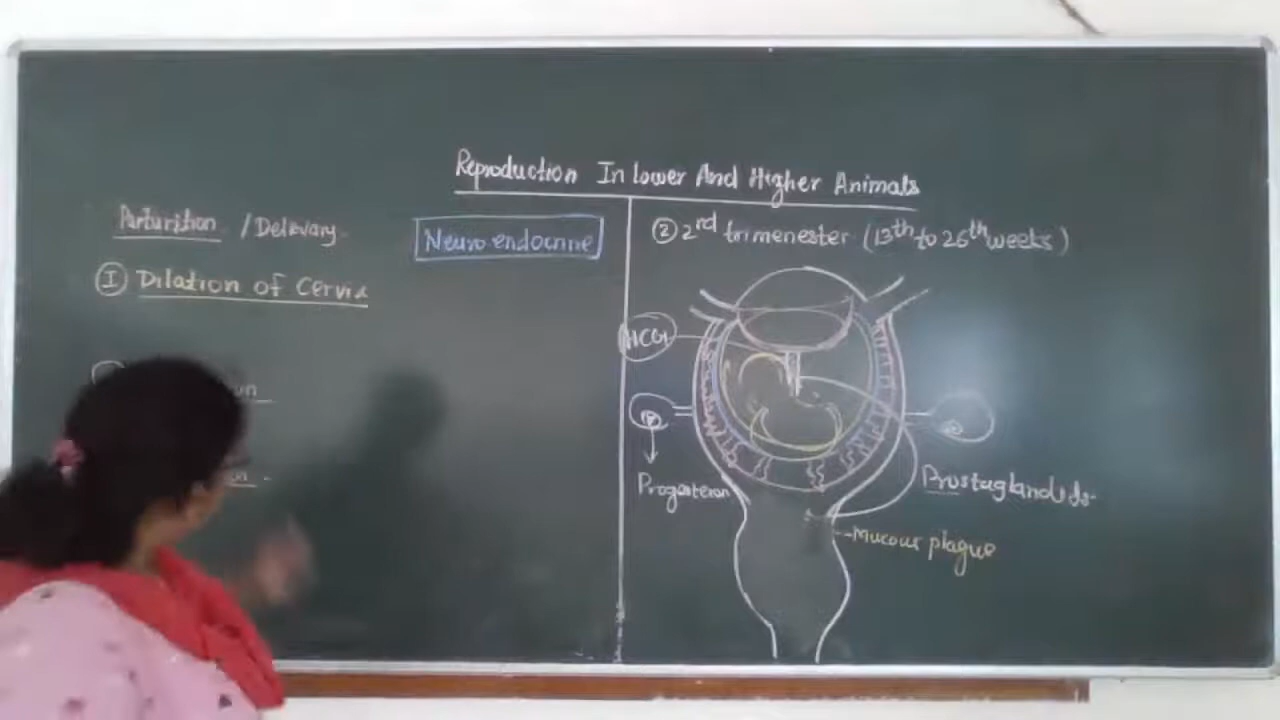 Reproduction In Lower And Higher Animals
Parturition / Delevary
Neuro endocrine
I Dilation of Cervix
② 2nd trimenester (13th to 26th weeks)
HCG
Progesteron
Prostaglandids
Mucous plague